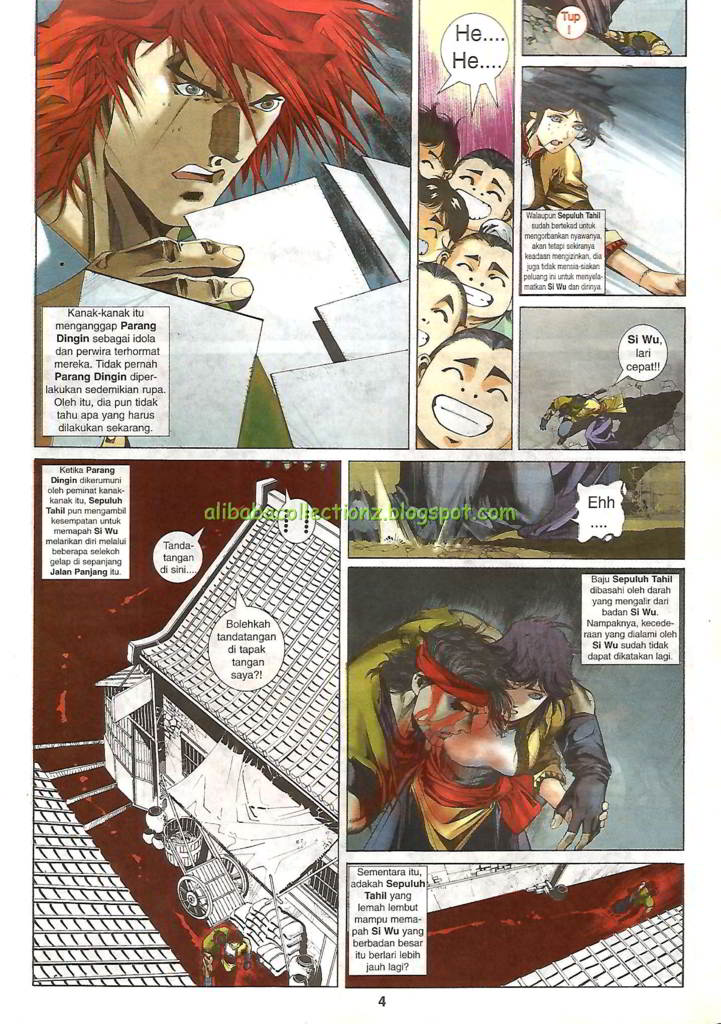 He....
He....
Tup
!
Walaupun Sepuluh Tahil
sudah bertekad untuk
mengorbankan nyawanya,
akan tetapi sekiranya
keadaan mengizinkan, dia
juga tidak mensia-siakan
peluang ini untuk menyela-
matkan Si Wu dan dirinya.
Kanak-kanak itu
menganggap Parang
Dingin sebagai idola
dan perwira terhormat
mereka. Tidak pernah
Parang Dingin diper-
lakukan sedemikian rupa.
Oleh itu, dia pun tidak
tahu apa yang harus
dilakukan sekarang.
Si Wu,
lari
cepat!!
Ketika Parang
Dingin dikerumuni
oleh peminat kanak-
kanak itu, Sepuluh
Tahil pun mengambil
kesempatan untuk
memapah Si Wu
melarikan diri melalui
beberapa selekoh
gelap di sepanjang
Jalan Panjang itu.
alibabacollectionz.blogspot.com
Tanda-
tangan
di sini....
Bolehkah
tandatangan
di tapak
tangan
saya?!
Ehh
....
Baju Sepuluh Tahil
dibasahi oleh darah
yang mengalir dari
badan Si Wu.
Nampaknya, kecede-
raan yang dialami oleh
Si Wu sudah tidak
dapat dikatakan lagi.
Sementara itu,
adakah Sepuluh
Tahil yang
lemah lembut
mampu mema-
pah Si Wu yang
berbadan besar
itu berlari lebih
jauh lagi?
4